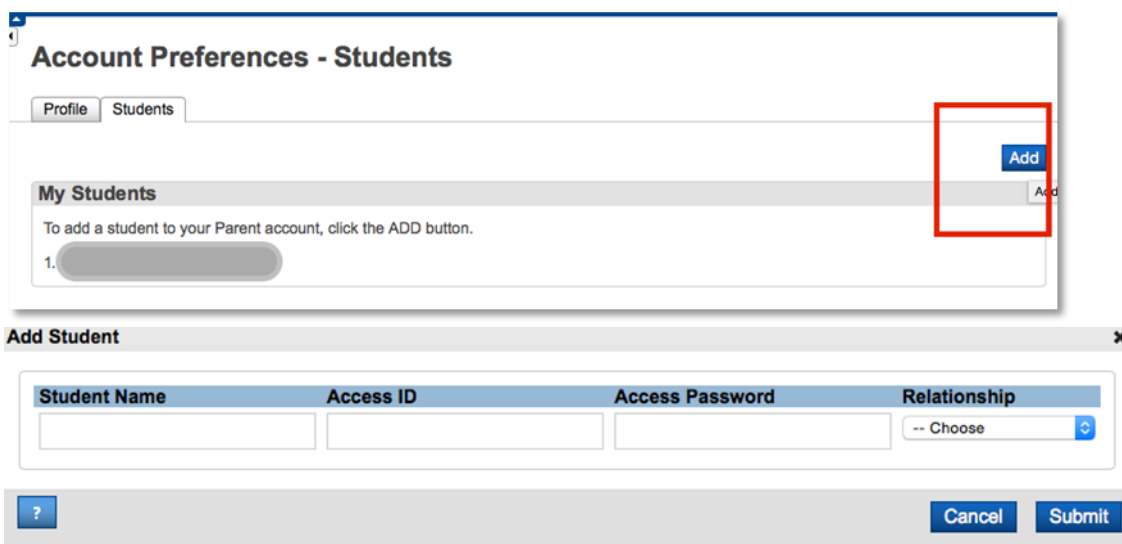 Account Preferences - Students
Profile Students
Add
My Students
To add a student to your Parent account, click the ADD button.
1.
Add Student
Student Name Access ID Access Password Relationship
-- Choose
?
Cancel Submit